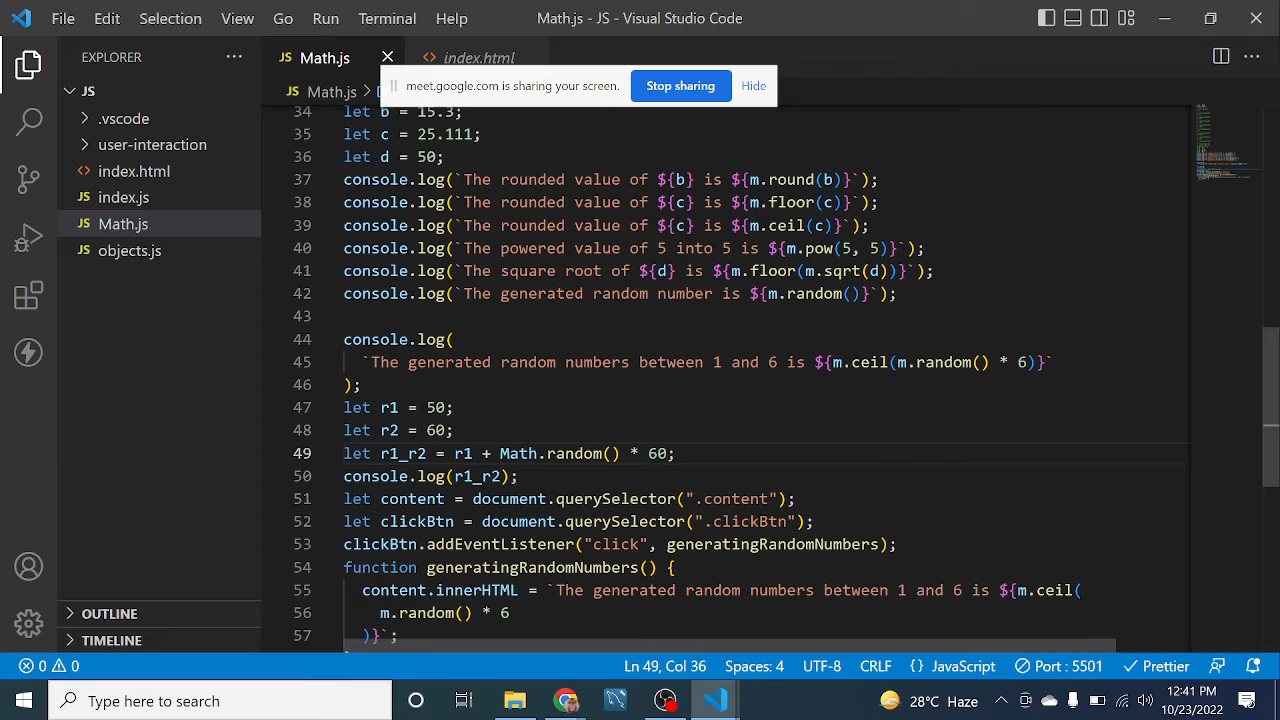 File Edit Selection View Go Run Terminal Help Math.js - JS - Visual Studio Code
EXPLORER
JS Math.js
index.html
meet.google.com is sharing your screen. Stop sharing Hide
JS
JS Math.js
.vscode
user-interaction
index.html
JS index.js
JS Math.js
JS objects.js
34 let b = 15.3;
35 let c = 25.111;
36 let d = 50;
37 console.log(`The rounded value of ${b} is ${m.round(b)}`);
38 console.log(`The rounded value of ${c} is ${m.floor(c)}`);
39 console.log(`The rounded value of ${c} is ${m.ceil(c)}`);
40 console.log(`The powered value of 5 into 5 is ${m.pow(5, 5)}`);
41 console.log(`The square root of ${d} is ${m.floor(m.sqrt(d))}`);
42 console.log(`The generated random number is ${m.random()}`);
43
44 console.log(
45 `The generated random numbers between 1 and 6 is ${m.ceil(m.random() * 6)}`
46 );
47 let r1 = 50;
48 let r2 = 60;
49 let r1_r2 = r1 + Math.random() * 60;
50 console.log(r1_r2);
51 let content = document.querySelector(".content");
52 let clickBtn = document.querySelector(".clickBtn");
53 clickBtn.addEventListener("click", generatingRandomNumbers);
54 function generatingRandomNumbers() {
55 content.innerHTML = `The generated random numbers between 1 and 6 is ${m.ceil(
56 m.random() * 6
57 )}`;
OUTLINE
TIMELINE
0 0 Ln 49, Col 36 Spaces: 4 UTF-8 CRLF {} JavaScript Port : 5501 Prettier
Type here to search
28°C Haze
12:41 PM
10/23/2022